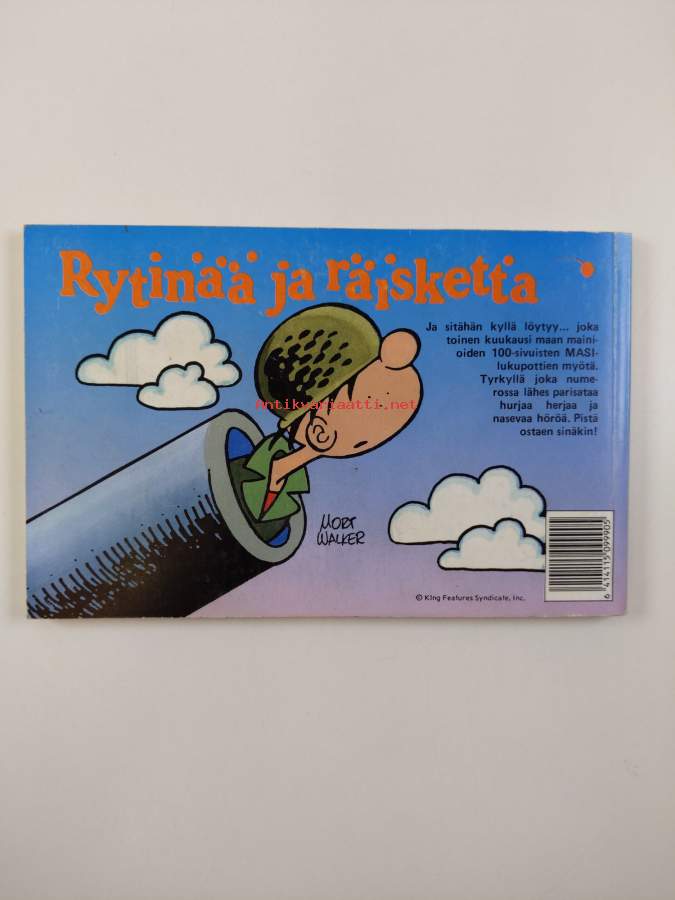 Rytinää ja räiskettä
Ja sitähän kyllä löytyy... joka
toinen kuukausi maan maini-
oiden 100-sivuisten MASI-
lukupottien myötä.
Tyrkyllä joka nume-
rossa lähes parisataa
hurjaa herjaa ja
nasevaa höröä. Pistä
ostaen sinäkin!
Antikvariaatti.net
MORT
WALKER
© King Features Syndicate, Inc.
6 414115 099905